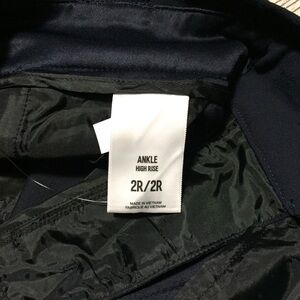 ANKLE
HIGH RISE
2R/2R
MADE IN VIETNAM
FABRIQUÉ AU VIETNAM